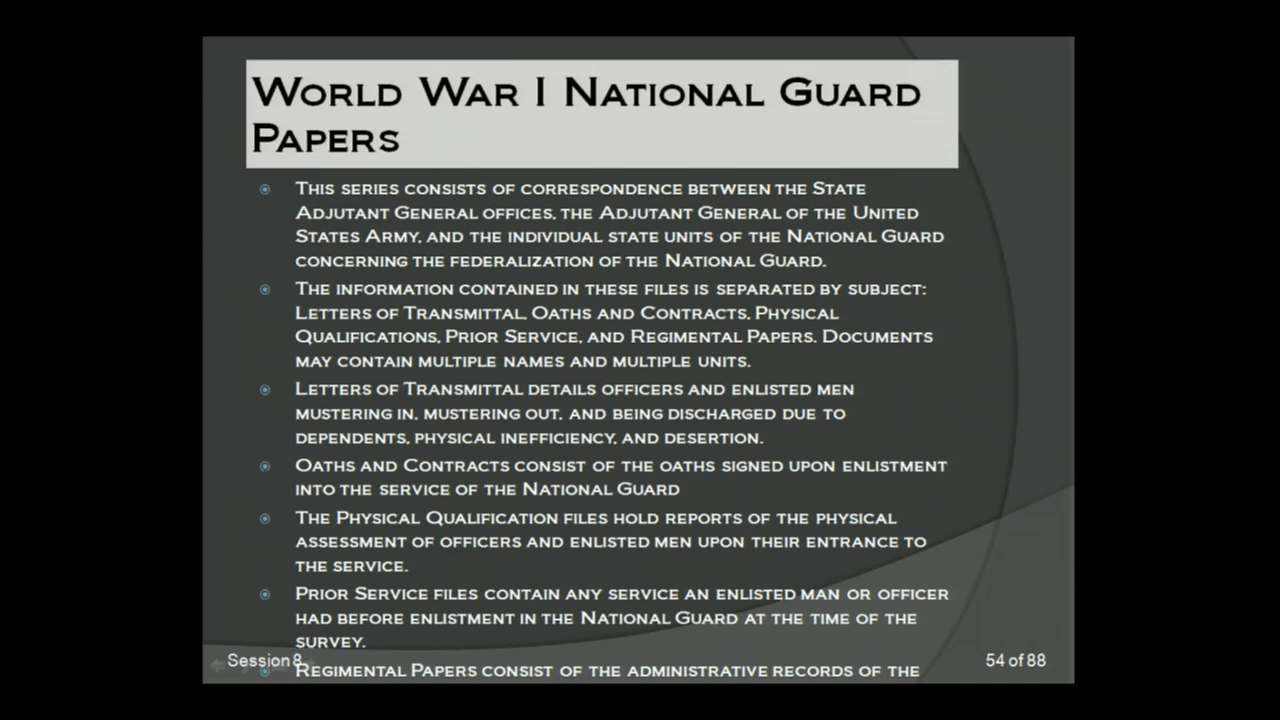 World War I National Guard
Papers
This series consists of correspondence between the State
Adjutant General offices, the Adjutant General of the United
States Army, and the individual state units of the National Guard
concerning the federalization of the National Guard.
The information contained in these files is separated by subject:
Letters of Transmittal, Oaths and Contracts, Physical
Qualifications, Prior Service, and Regimental Papers. Documents
may contain multiple names and multiple units.
Letters of Transmittal details officers and enlisted men
mustering in, mustering out, and being discharged due to
dependents, physical inefficiency, and desertion.
Oaths and Contracts consist of the oaths signed upon enlistment
into the service of the National Guard
The Physical Qualification files hold reports of the physical
assessment of officers and enlisted men upon their entrance to
the service.
Prior Service files contain any service an enlisted man or officer
had before enlistment in the National Guard at the time of the
survey.
Regimental Papers consist of the administrative records of the
Session 8
54 of 88